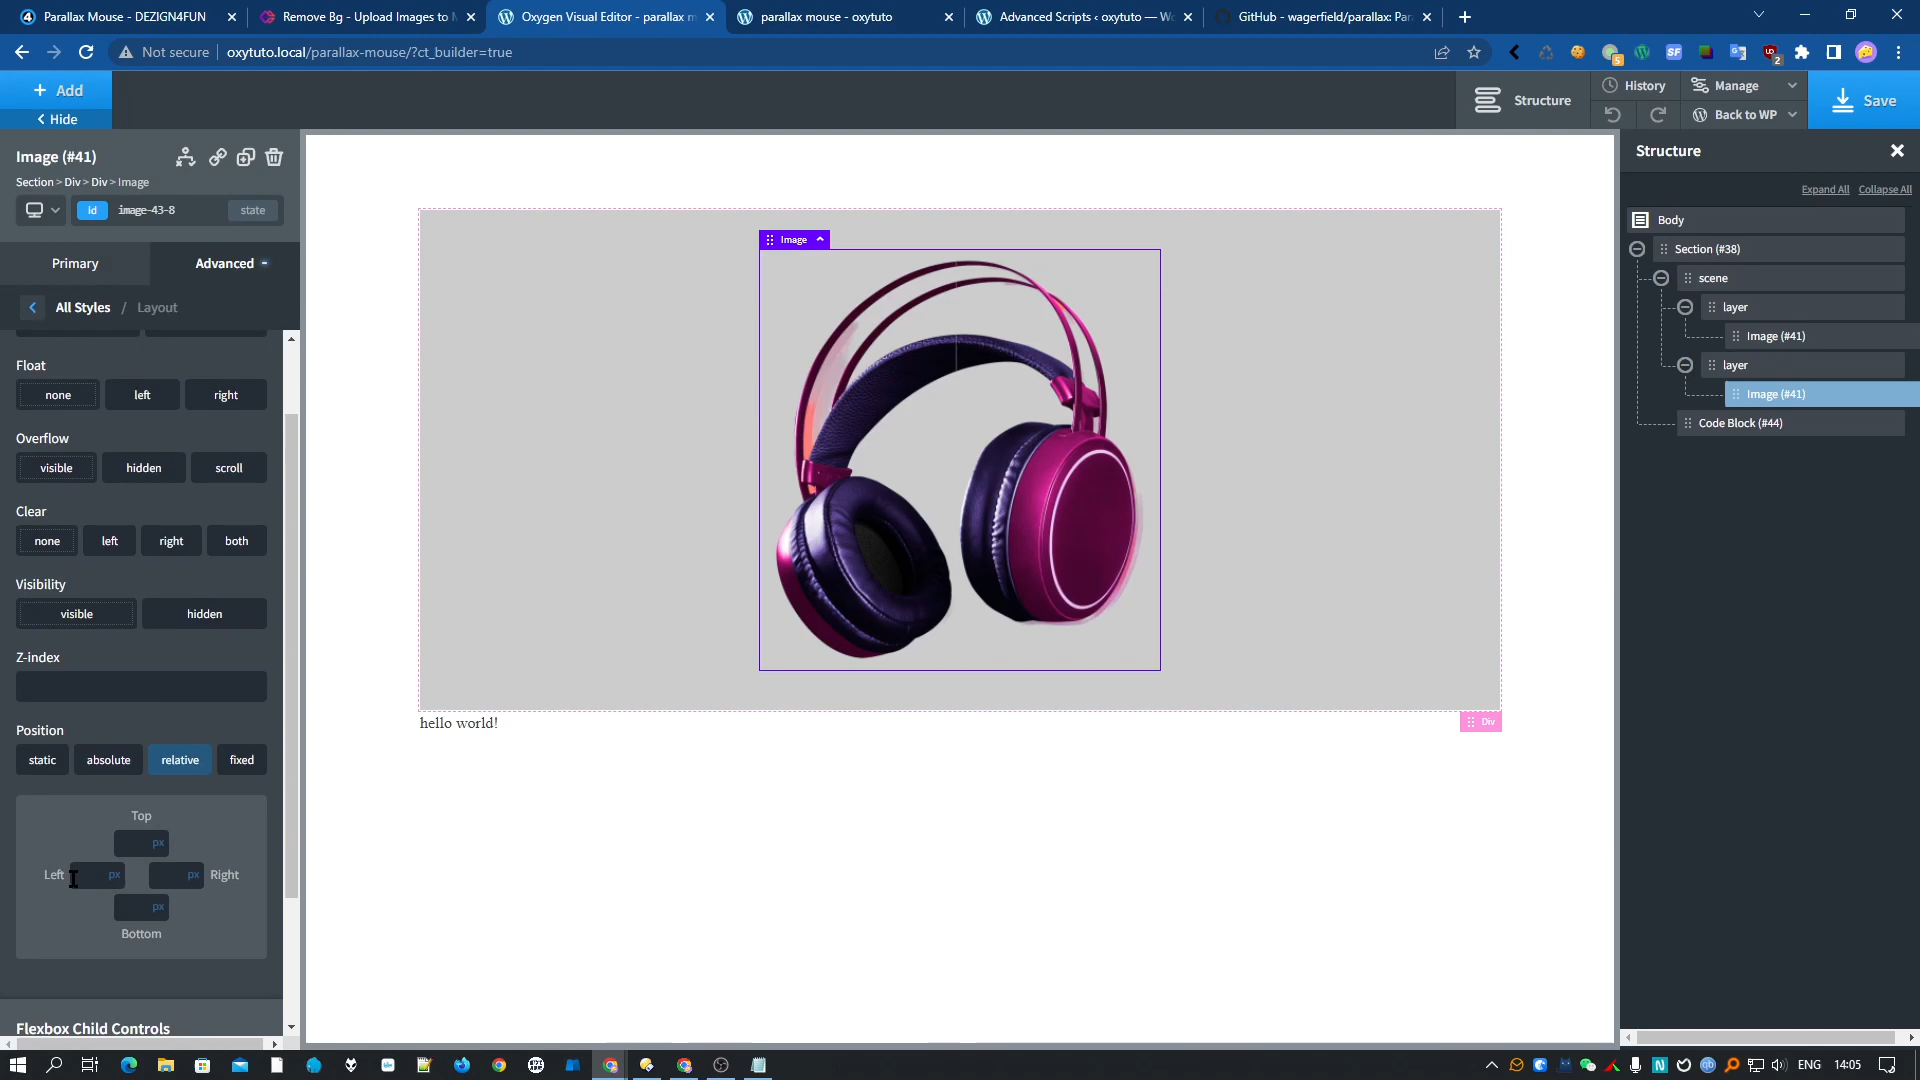 Parallax Mouse - DEZIGN4FUN
Remove Bg - Upload Images to
Oxygen Visual Editor - parallax m
parallax mouse - oxytuto
Advanced Scripts ‹ oxytuto — W
GitHub - wagerfield/parallax: Pa
Not secure
oxytuto.local/parallax-mouse/?ct_builder=true
+ Add
Hide
Structure
History
Manage
Back to WP
Save
Image (#41)
Section > Div > Div > Image
id
image-43-8
state
Primary
Advanced
All Styles / Layout
Float
none
left
right
Overflow
visible
hidden
scroll
Clear
none
left
right
both
Visibility
visible
hidden
Z-index
Position
static
absolute
relative
fixed
Top
px
Left
px
px
Right
px
Bottom
Flexbox Child Controls
Image
hello world!
Div
Structure
Expand All
Collapse All
Body
Section (#38)
scene
layer
Image (#41)
layer
Image (#41)
Code Block (#44)
ENG
14:05